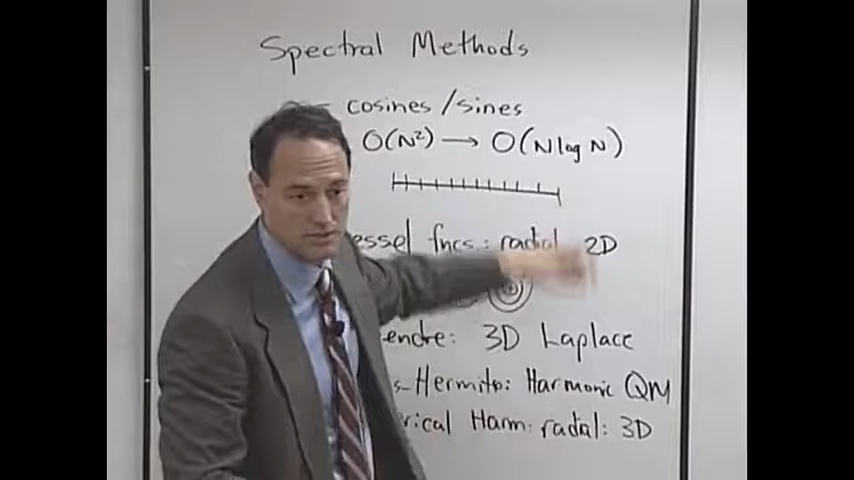 Spectral Methods
cosines/sines
O(N²) → O(N log N)
essel fncs: radial 2D
endre: 3D Laplace
s-Hermite: Harmonic QM
rical Harm: radial: 3D